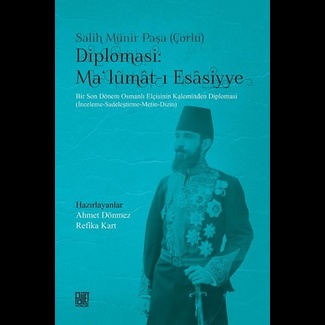 Salih Münir Paşa (Çorlu)
Diplomasi:
Ma‘lûmât-ı Esâsiyye
Bir Son Dönem Osmanlı Elçisinin Kaleminden Diplomasi
(İnceleme-Sadeleştirme-Metin-Dizin)
Hazırlayanlar
Ahmet Dönmez
Refika Kart